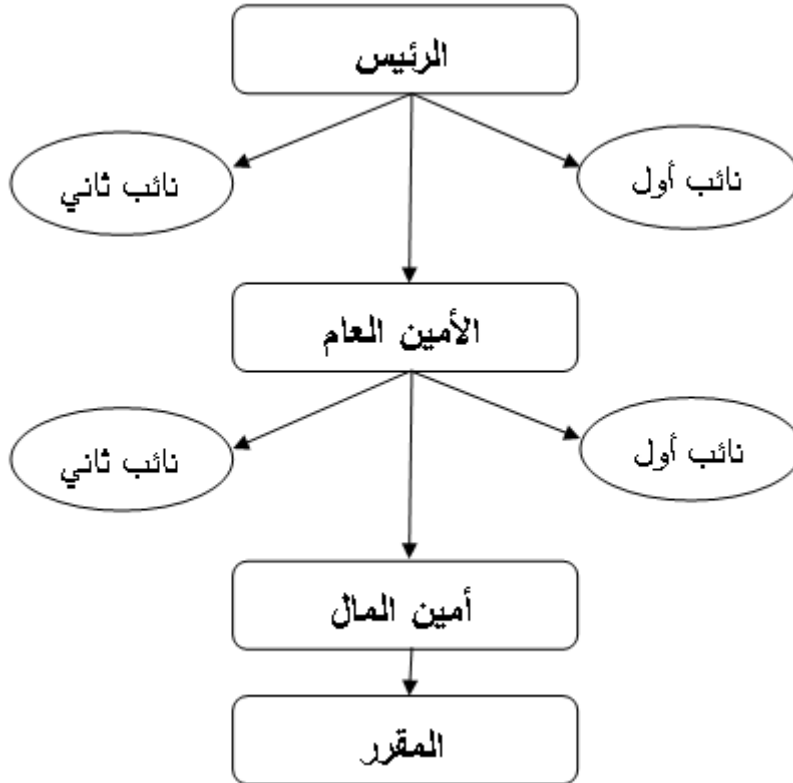 الرئيس
نائب أول
نائب ثاني
الأمين العام
نائب أول
نائب ثاني
أمين المال
المقرر